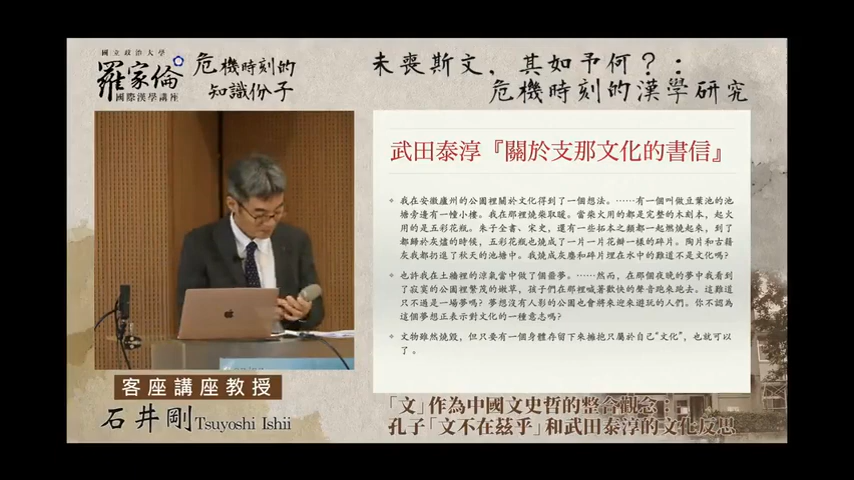 國立政治大學
羅家倫
國際漢學講座
危機時刻的
知識份子
未喪斯文，其如予何？：
危機時刻的漢學研究
武田泰淳『關於支那文化的書信』
我在安徽廬州的公園裡關於文化得到了一個想法。……有一個叫做豆葉池的池
塘旁邊有一幢小樓。我在那裡燒柴取暖。當柴火用的都是完整的木刻本，起火
用的是五彩花瓶。朱子全書、宋史，還有一些拓本之類都一起燃燒起來，到了
都歸於灰燼的時候，五彩花瓶也燒成了一片一片花瓣一樣的碎片。陶片和古籍
灰我都扔進了秋天的池塘中。我燒成灰塵和碎片埋在水中的難道不是文化嗎？
也許我在土牆裡的涼氣當中做了個噩夢。……然而，在那個夜晚的夢中我看到
了寂寞的公園裡繁茂的嫩草，孩子們在那裡喊著歡快的聲音跑來跑去。這難道
只不過是一場夢嗎？夢想沒有人影的公園也會將來迎來遊玩的人們。你不認為
這個夢想正表示對文化的一種意志嗎？
文物雖然燒毀，但只要有一個身體存留下來擁抱只屬於自己“文化”，也就可以
了。
客座講座教授
石井剛 Tsuyoshi Ishii
「文」作為中國文史哲的整合觀念：
孔子「文不在茲乎」和武田泰淳的文化反思